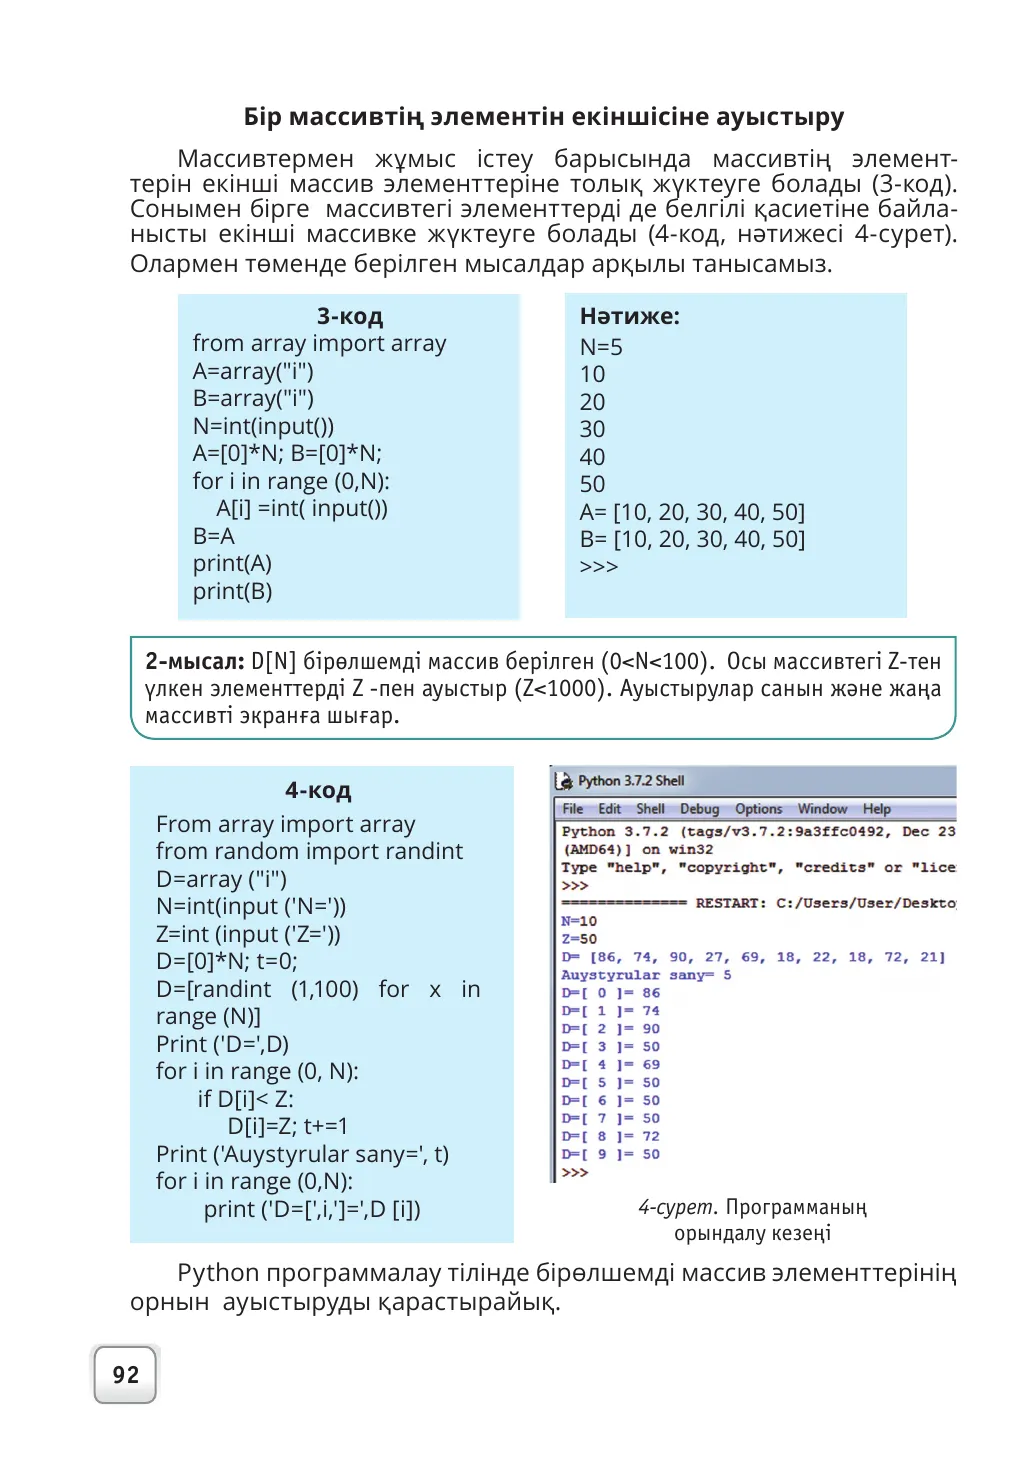 Бір массивтің элементін екіншісіне ауыстыру
Массивтермен жұмыс істеу барысында массивтің элемент-
терін екінші массив элементтеріне толық жүктеуге болады (3-код).
Сонымен бірге массивтегі элементтерді де белгілі қасиетіне байла-
нысты екінші массивке жүктеуге болады (4-код, нәтижесі 4-сурет).
Олармен төменде берілген мысалдар арқылы танысамыз.
3-код
from array import array
A=array("i")
B=array("i")
N=int(input())
A=[0]*N; B=[0]*N;
for i in range (0,N):
A[i] =int( input())
B=A
print(A)
print(B)
Нәтиже:
N=5
10
20
30
40
50
A= [10, 20, 30, 40, 50]
B= [10, 20, 30, 40, 50]
>>>
2-мысал: D[N] бірөлшемді массив берілген (0<N<100). Осы массивтегі Z-тен
үлкен элементтерді Z -пен ауыстыр (Z<1000). Ауыстырулар санын және жаңа
массивті экранға шығар.
4-код
From array import array
from random import randint
D=array ("i")
N=int(input ('N='))
Z=int (input ('Z='))
D=[0]*N; t=0;
D=[randint (1,100) for x in
range (N)]
Print ('D=',D)
for i in range (0, N):
if D[i]< Z:
D[i]=Z; t+=1
Print ('Auystyrular sany=', t)
for i in range (0,N):
print ('D=[',i,']=',D [i])
Python 3.7.2 Shell
File Edit Shell Debug Options Window Help
Python 3.7.2 (tags/v3.7.2:9a3ffc0492, Dec 23
(AMD64)] on win32
Type "help", "copyright", "credits" or "lice
>>>
============== RESTART: C:/Users/User/Deskto
N=10
Z=50
D= [86, 74, 90, 27, 69, 18, 22, 18, 72, 21]
Auystyrular sany= 5
D=[ 0 ]= 86
D=[ 1 ]= 74
D=[ 2 ]= 90
D=[ 3 ]= 50
D=[ 4 ]= 69
D=[ 5 ]= 50
D=[ 6 ]= 50
D=[ 7 ]= 50
D=[ 8 ]= 72
D=[ 9 ]= 50
>>>
4-сурет. Программаның
орындалу кезеңі
Python программалау тілінде бірөлшемді массив элементтерінің
орнын ауыстыруды қарастырайық.
92